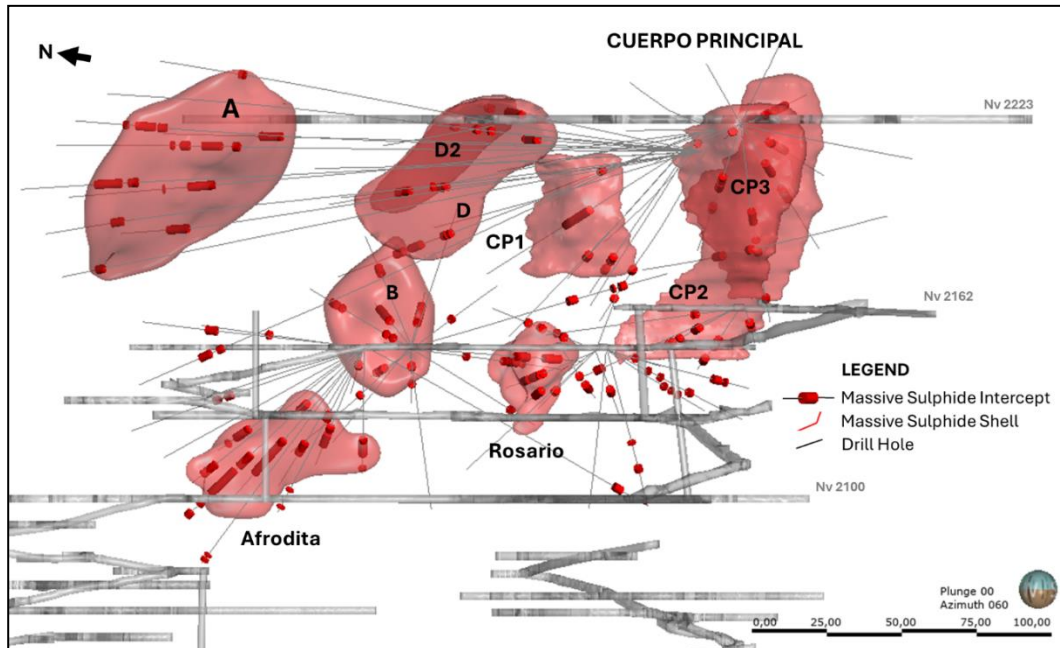 CUERPO PRINCIPAL
N
Nv 2223
A
D2
D
CP3
CP1
B
CP2
Nv 2162
LEGEND
Massive Sulphide Intercept
Massive Sulphide Shell
Drill Hole
Rosario
Nv 2100
Afrodita
Plunge 00
Azimuth 060
0,00 25,00 50,00 75,00 100,00